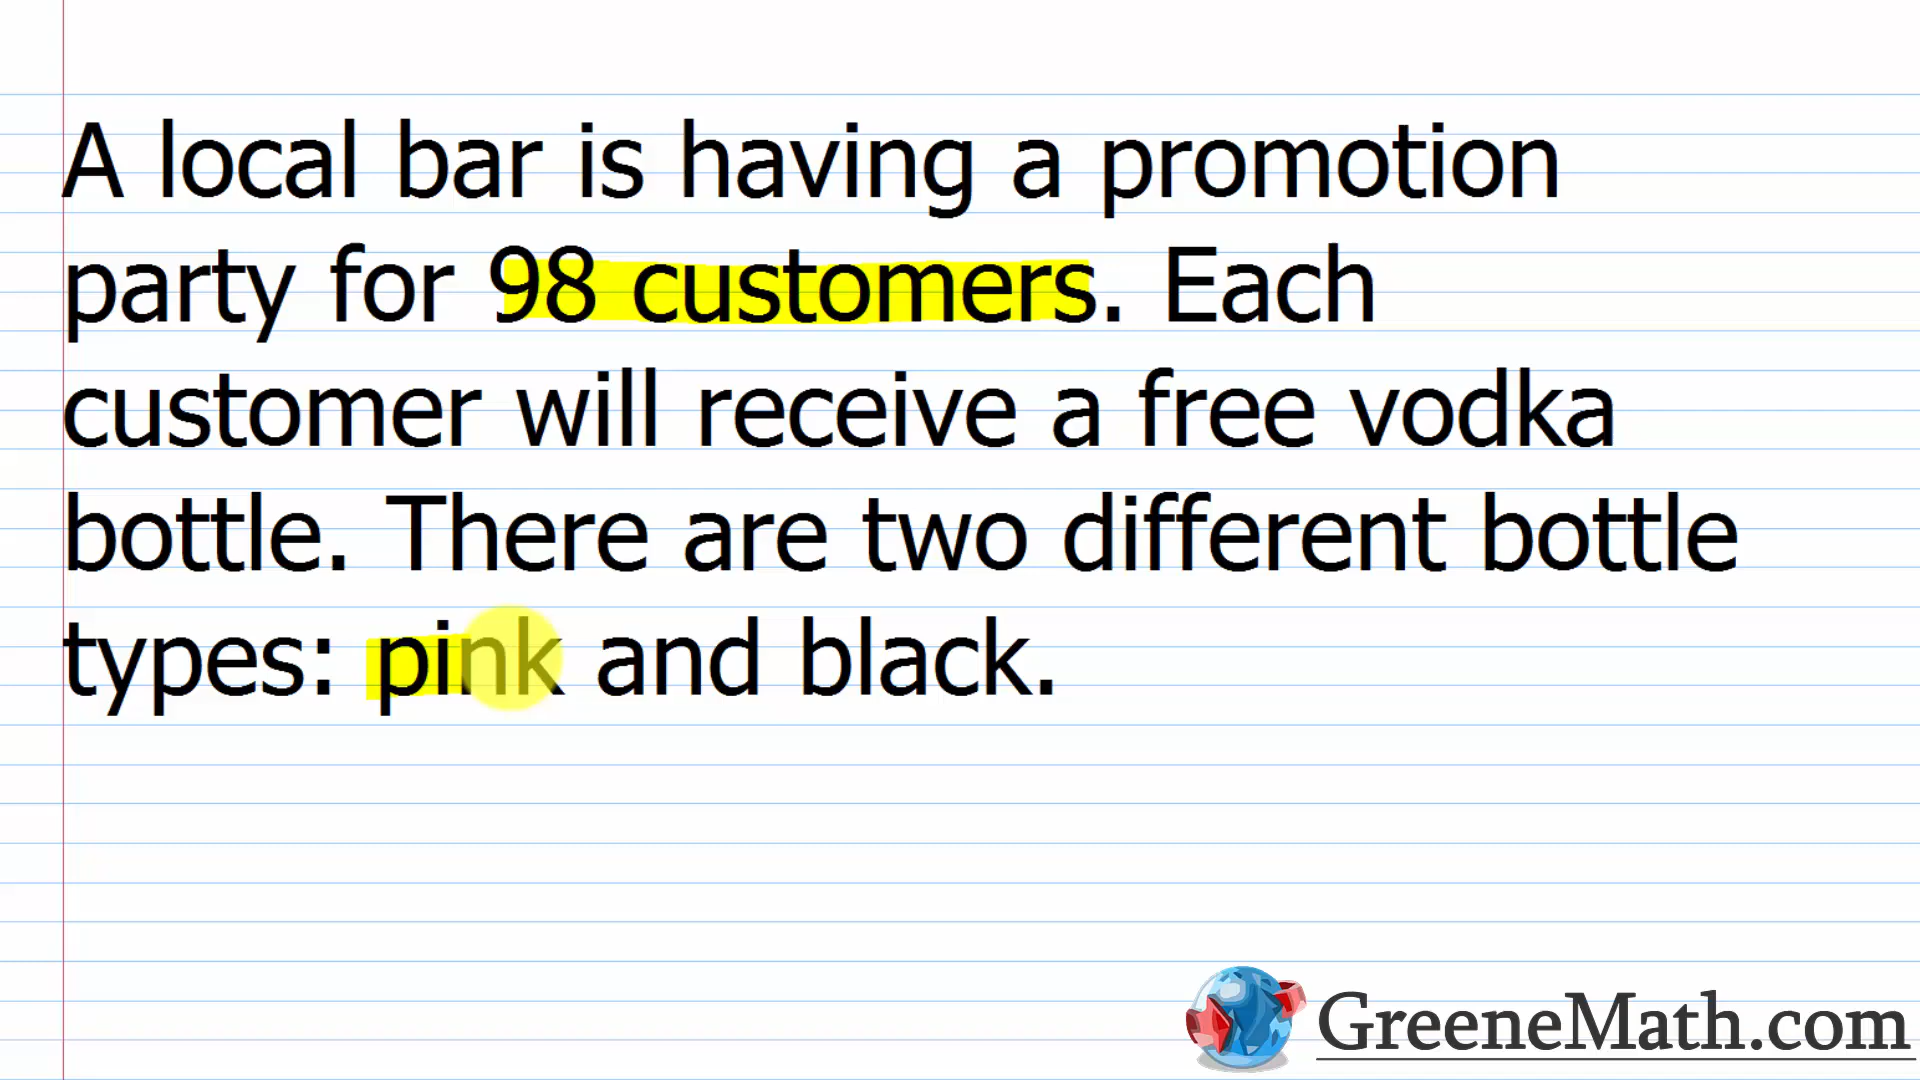 A local bar is having a promotion
party for 98 customers. Each
customer will receive a free vodka
bottle. There are two different bottle
types: pink and black.
GreeneMath.com